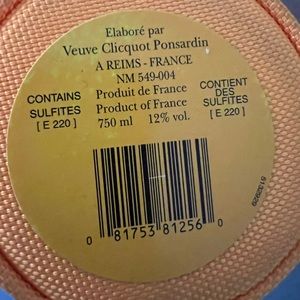 Elaboré par
Veuve Clicquot Ponsardin
A REIMS - FRANCE
NM 549-004
Produit de France
Product of France
750 ml 12% vol.
CONTAINS
SULFITES
[ E 220 ]
CONTIENT
DES
SULFITES
[ E 220 ]
0 81753 81256 0